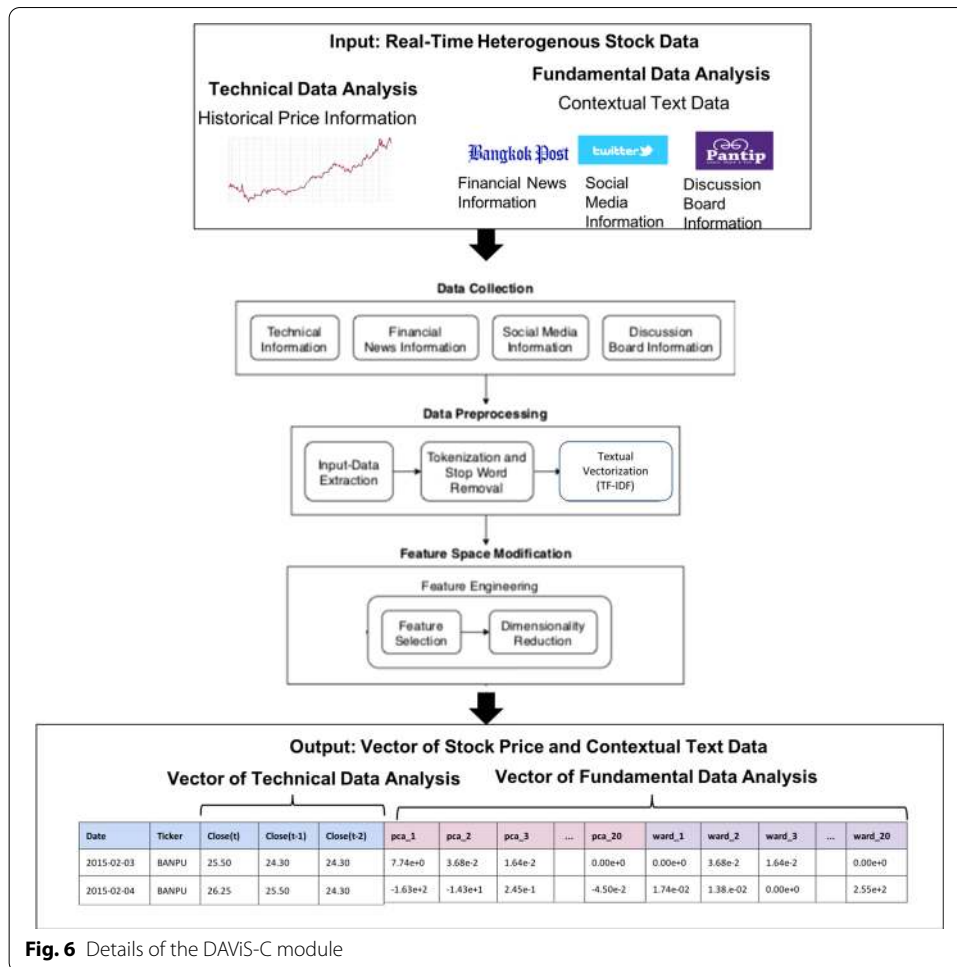 Input: Real-Time Heterogenous Stock Data
Technical Data Analysis
Historical Price Information
Fundamental Data Analysis
Contextual Text Data
Bangkok Post
twitter
Pantip
Financial News
Information
Social
Media
Information
Discussion
Board
Information
Data Collection
Technical
Information
Financial
News Information
Social Media
Information
Discussion
Board Information
Data Preprocessing
Input-Data
Extraction
Tokenization and
Stop Word
Removal
Textual
Vectorization
(TF-IDF)
Feature Space Modification
Feature Engineering
Feature
Selection
Dimensionality
Reduction
Output: Vector of Stock Price and Contextual Text Data
Vector of Technical Data Analysis
Vector of Fundamental Data Analysis
Date Ticker Close(t) Close(t-1) Close(t-2) pca_1 pca_2 pca_3 ... pca_20 ward_1 ward_2 ward_3 ... ward_20
2015-02-03 BANPU 25.50 24.30 24.30 7.74e+0 3.68e-2 1.64e-2 0.00e+0 0.00e+0 3.68e-2 1.64e-2 0.00e+0
2015-02-04 BANPU 26.25 25.50 24.30 -1.63e+2 -1.43e+1 2.45e-1 -4.50e-2 1.74e-02 1.38.e-02 0.00e+0 2.55e+2
Fig. 6 Details of the DAViS-C module